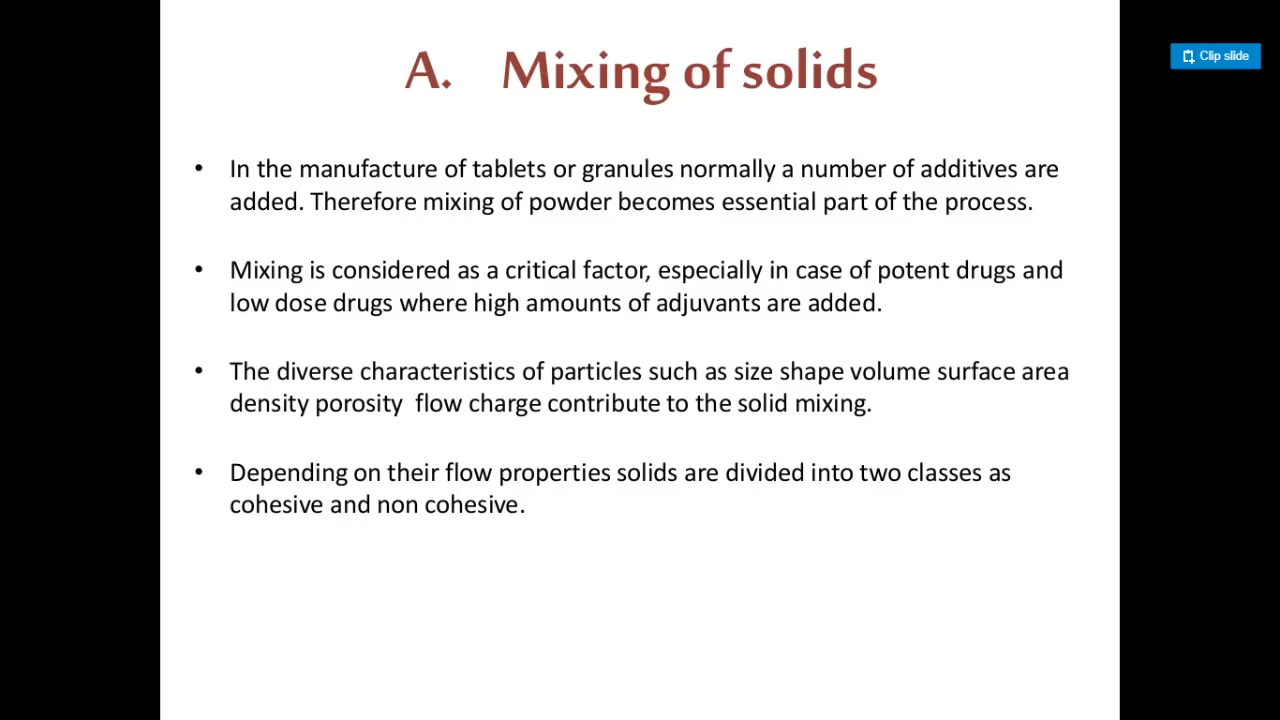 A. Mixing of solids
Clip slide
• In the manufacture of tablets or granules normally a number of additives are
added. Therefore mixing of powder becomes essential part of the process.
• Mixing is considered as a critical factor, especially in case of potent drugs and
low dose drugs where high amounts of adjuvants are added.
• The diverse characteristics of particles such as size shape volume surface area
density porosity  flow charge contribute to the solid mixing.
• Depending on their flow properties solids are divided into two classes as
cohesive and non cohesive.